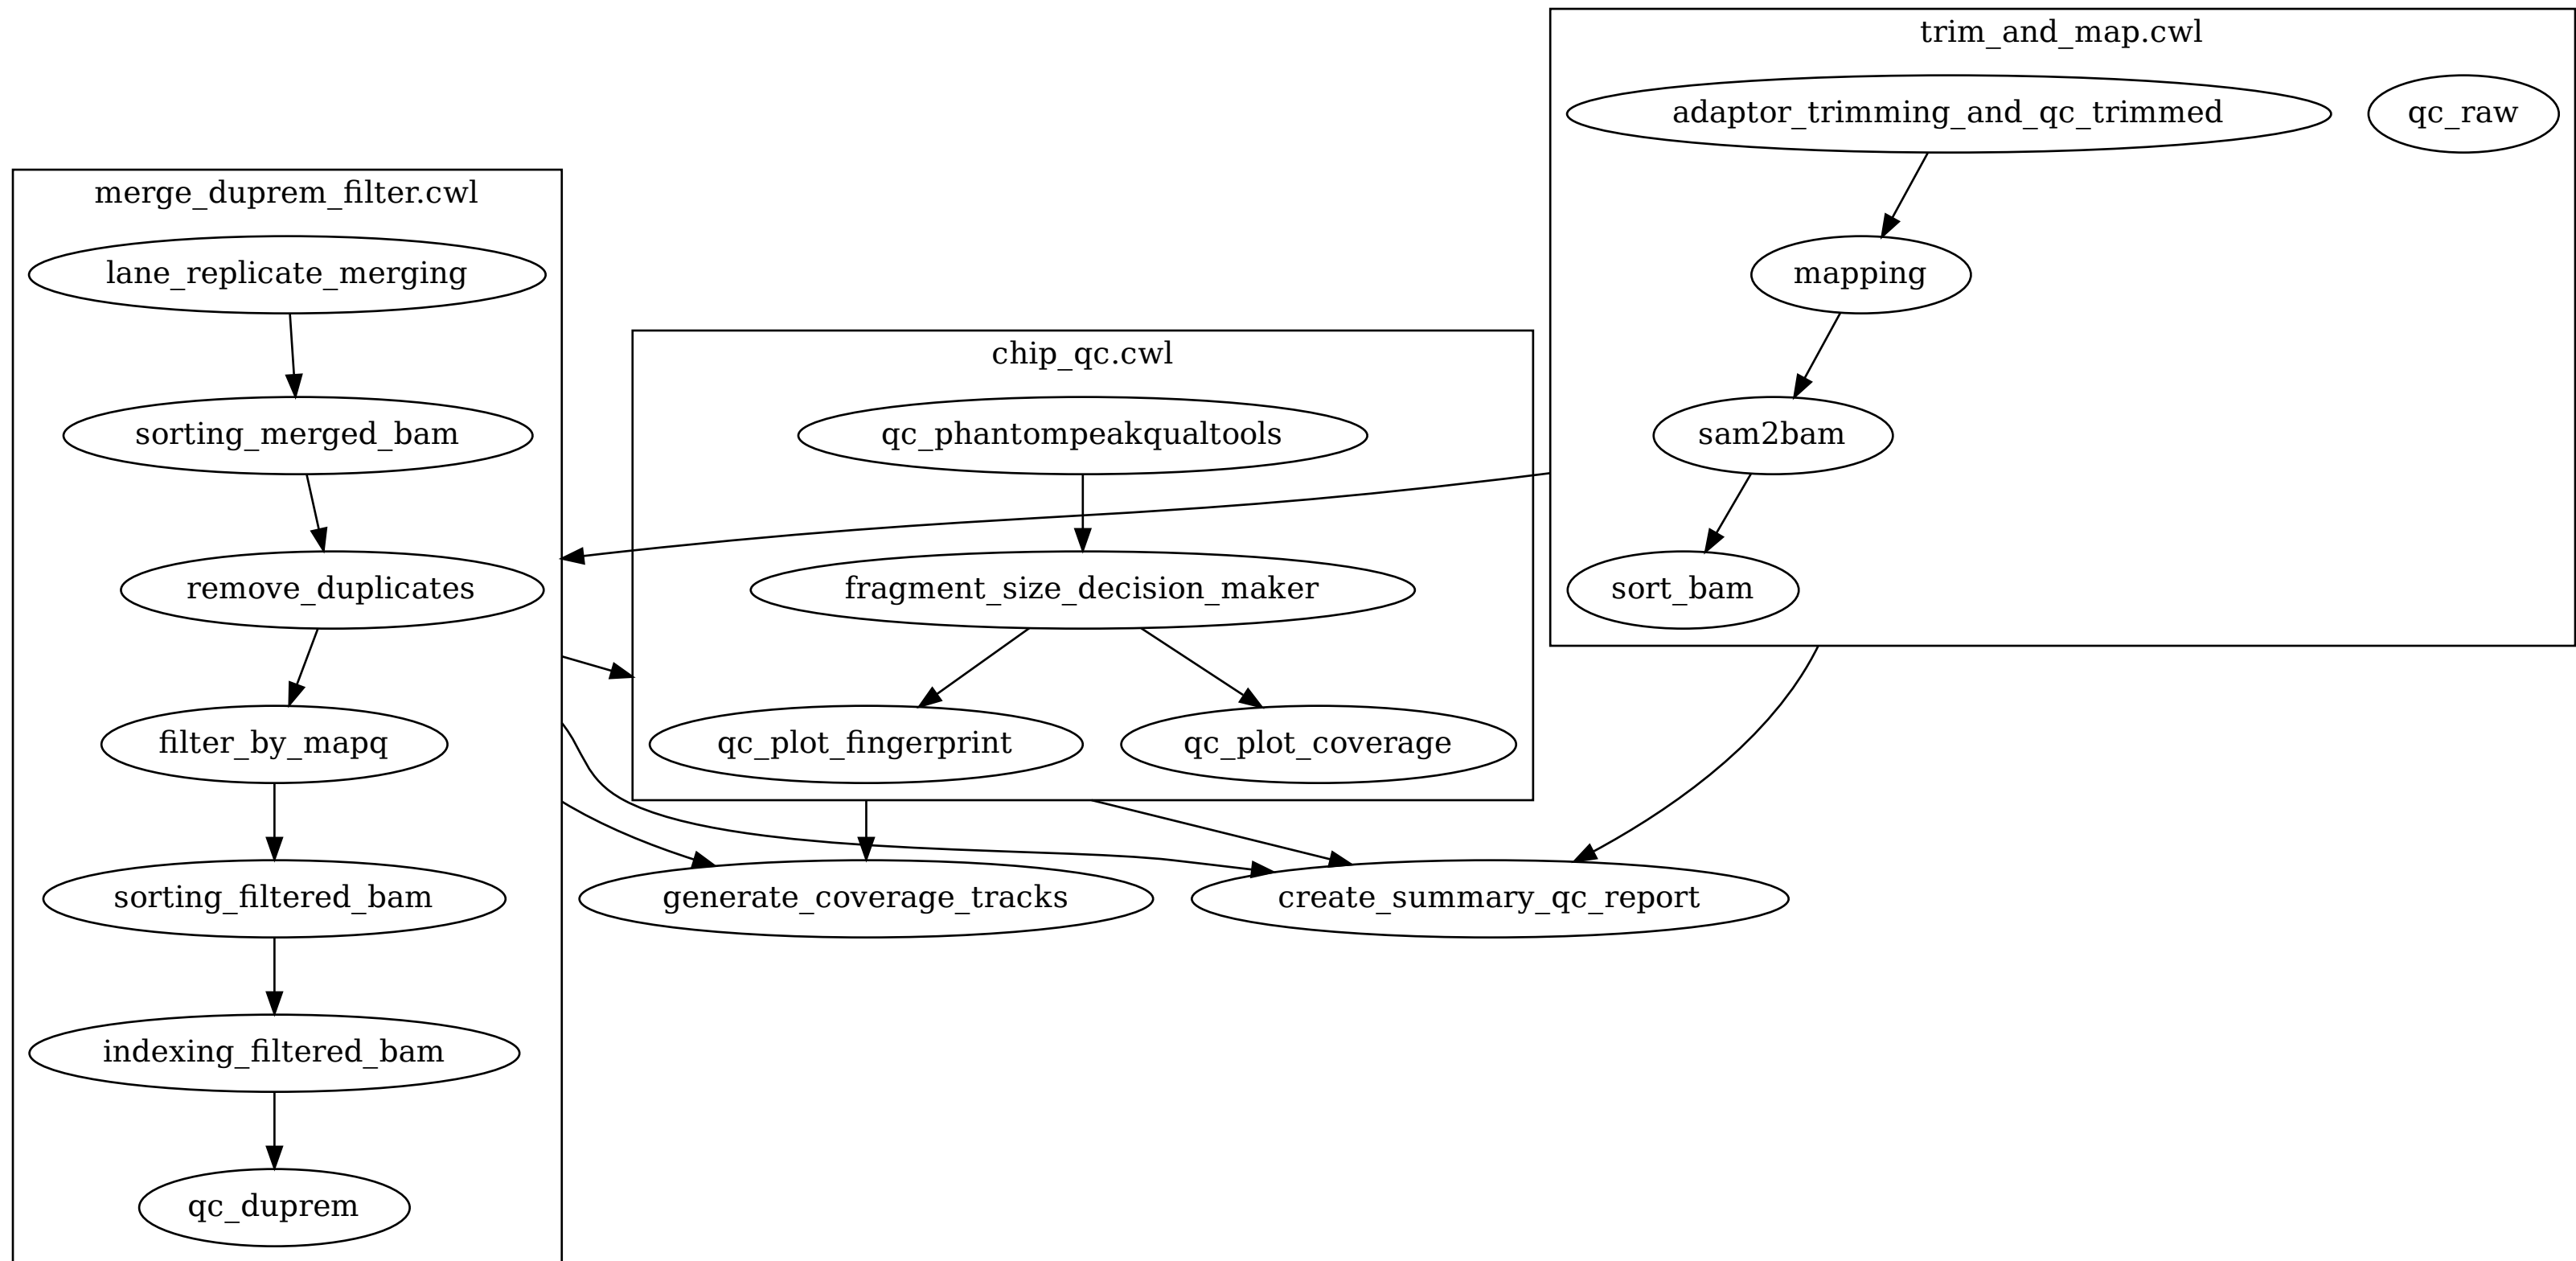 trim_and_map.cwl
adaptor_trimming_and_qc_trimmed
qc_raw
mapping
sam2bam
sort_bam
merge_duprem_filter.cwl
lane_replicate_merging
sorting_merged_bam
remove_duplicates
filter_by_mapq
sorting_filtered_bam
indexing_filtered_bam
qc_duprem
chip_qc.cwl
qc_phantompeakqualtools
fragment_size_decision_maker
qc_plot_fingerprint
qc_plot_coverage
generate_coverage_tracks
create_summary_qc_report